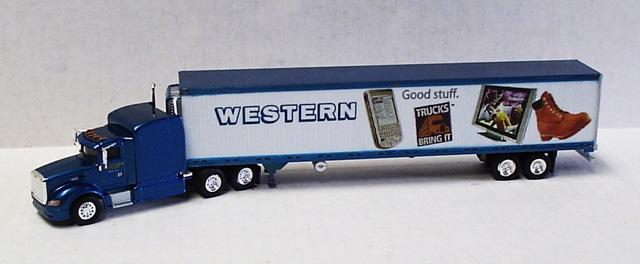 WESTERN
Good stuff.
TRUCKS
BRING IT